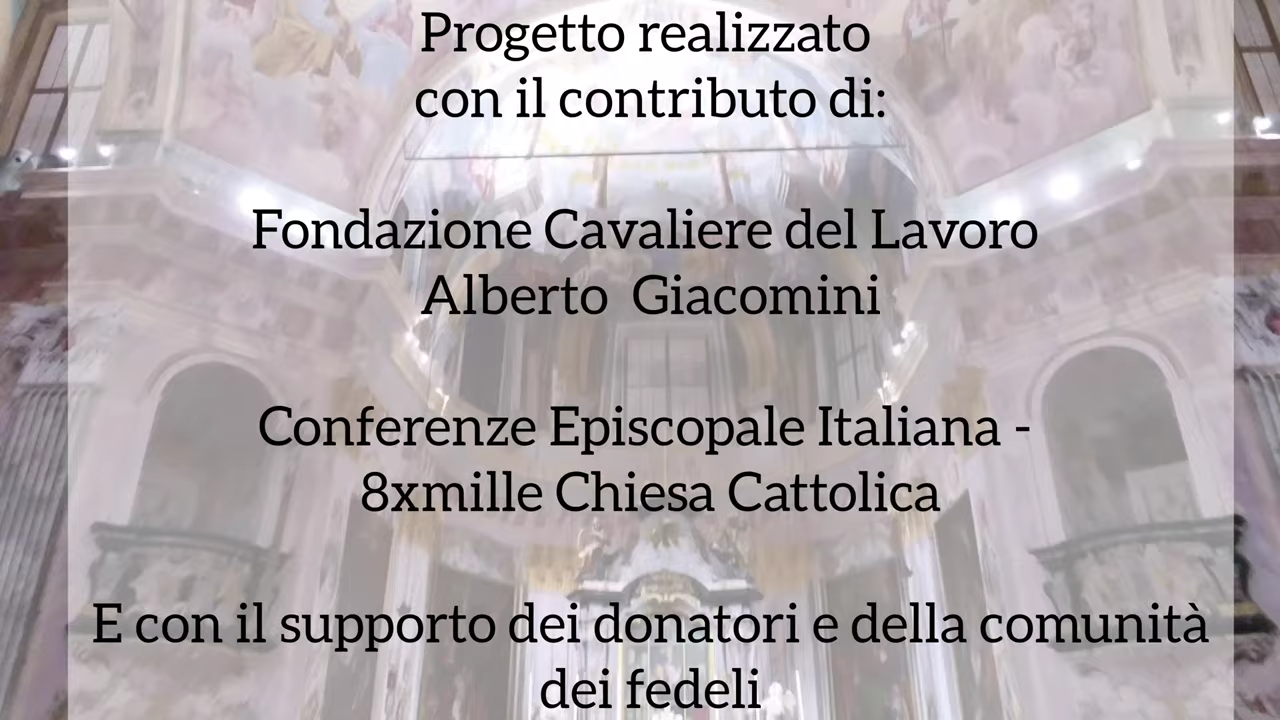 Progetto realizzato
con il contributo di:
Fondazione Cavaliere del Lavoro
Alberto Giacomini
Conferenze Episcopale Italiana -
8xmille Chiesa Cattolica
E con il supporto dei donatori e della comunità
dei fedeli